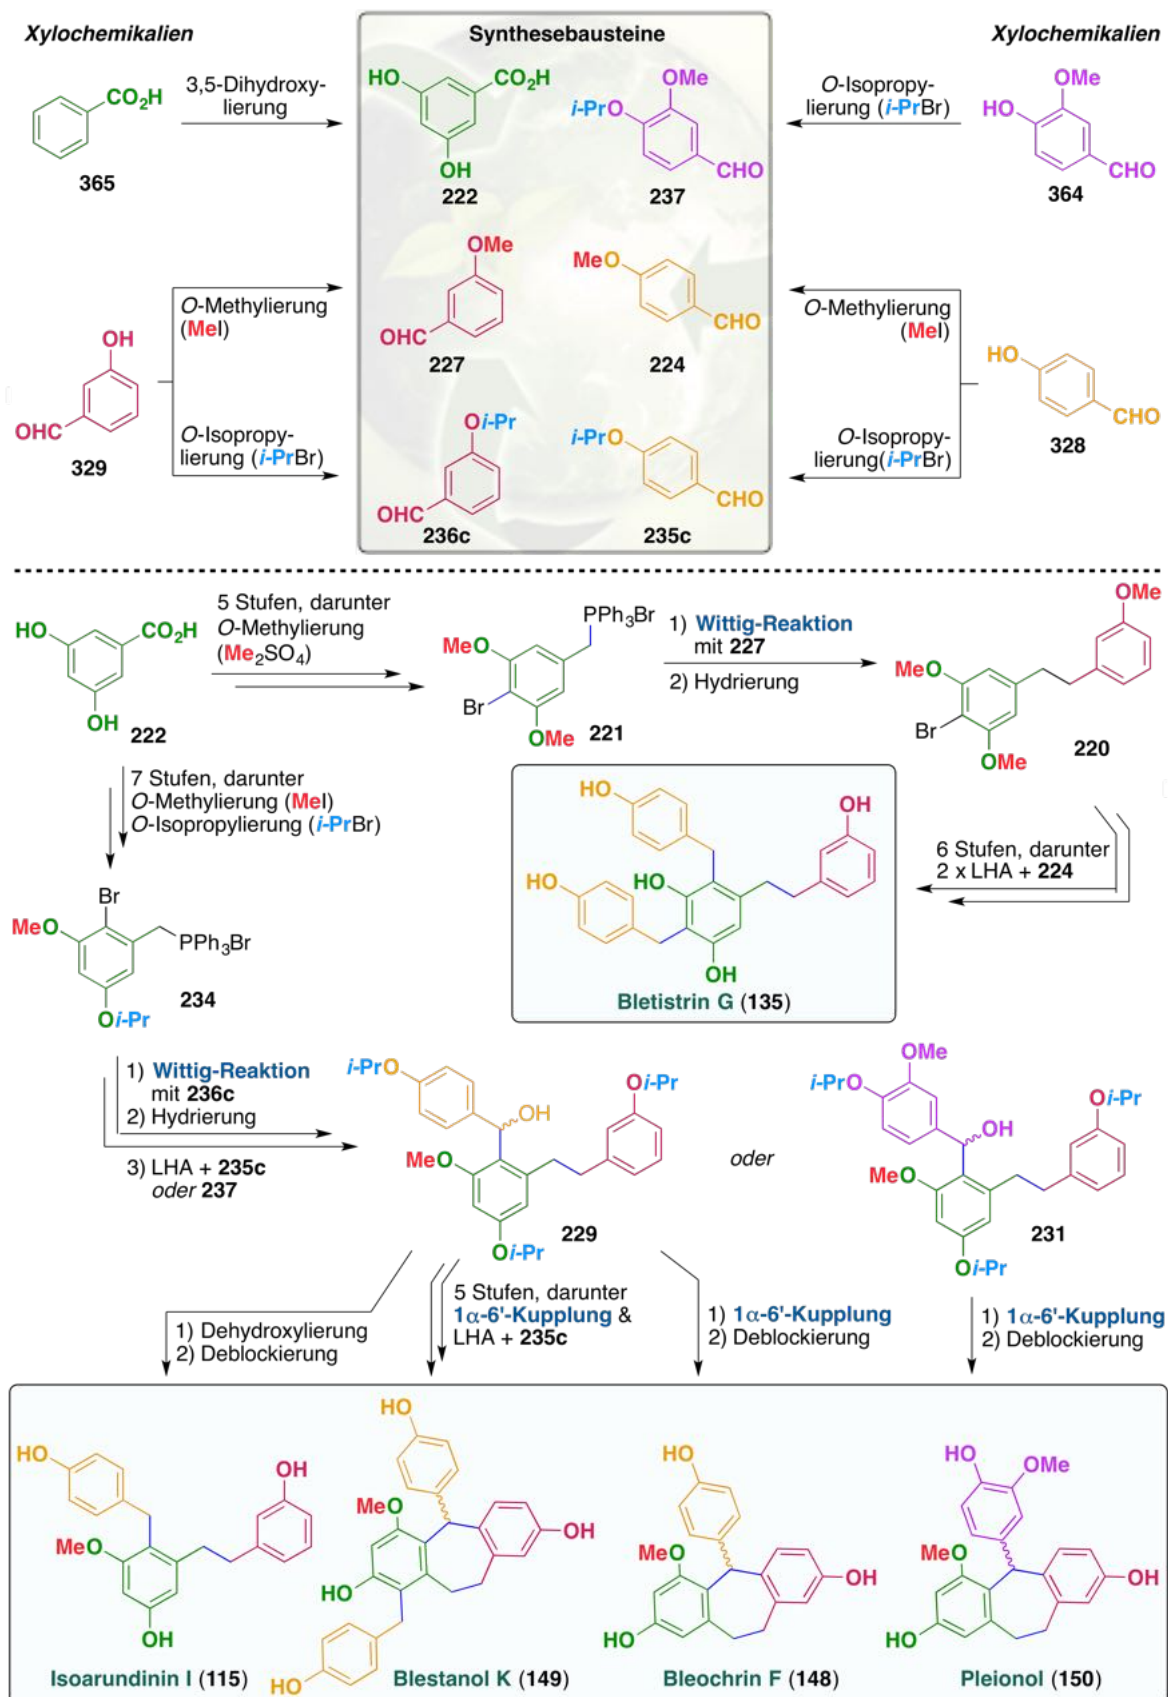 Xylochemikalien
Synthesebausteine
Xylochemikalien
CO2H
365
3,5-Dihydroxy-
lierung
HO
CO2H
OH
222
OMe
i-PrO
CHO
237
O-Isopropy-
lierung (i-PrBr)
OMe
HO
CHO
364
OH
OHC
329
O-Methylierung
(MeI)
O-Isopropy-
lierung (i-PrBr)
OMe
OHC
227
MeO
CHO
224
Oi-Pr
OHC
236c
i-PrO
CHO
235c
O-Methylierung
(MeI)
O-Isopropy-
lierung(i-PrBr)
HO
CHO
328
HO
CO2H
OH
222
5 Stufen, darunter
O-Methylierung
(Me2SO4)
PPh3Br
MeO
Br
OMe
221
1) Wittig-Reaktion
mit 227
2) Hydrierung
OMe
MeO
Br
OMe
220
7 Stufen, darunter
O-Methylierung (MeI)
O-Isopropylierung (i-PrBr)
HO
OH
HO
HO
OH
Bletistrin G (135)
6 Stufen, darunter
2 x LHA + 224
Br
MeO
PPh3Br
Oi-Pr
234
1) Wittig-Reaktion
mit 236c
2) Hydrierung
3) LHA + 235c
oder 237
i-PrO
OH
Oi-Pr
MeO
Oi-Pr
229
oder
OMe
i-PrO
OH
Oi-Pr
MeO
Oi-Pr
231
1) Dehydroxylierung
2) Deblockierung
5 Stufen, darunter
1α-6'-Kupplung &
LHA + 235c
1) 1α-6'-Kupplung
2) Deblockierung
1) 1α-6'-Kupplung
2) Deblockierung
HO
OH
MeO
OH
Isoarundinin I (115)
HO
MeO
OH
HO
HO
Blestanol K (149)
HO
MeO
OH
HO
Bleochrin F (148)
HO
OMe
MeO
OH
HO
Pleionol (150)